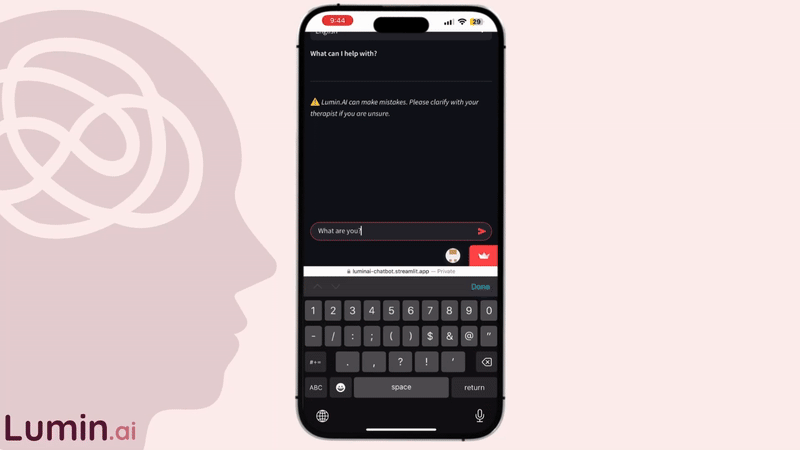 9:44
29
English
What can I help with?
⚠️ Lumin.AI can make mistakes. Please clarify with your
therapist if you are unsure.
What are you?
luminai-chatbot.streamlit.app — Private
Done
1 2 3 4 5 6 7 8 9 0
- / : ; ( ) $ & @ "
#+= . , ? ! '
ABC space return
Lumin.ai